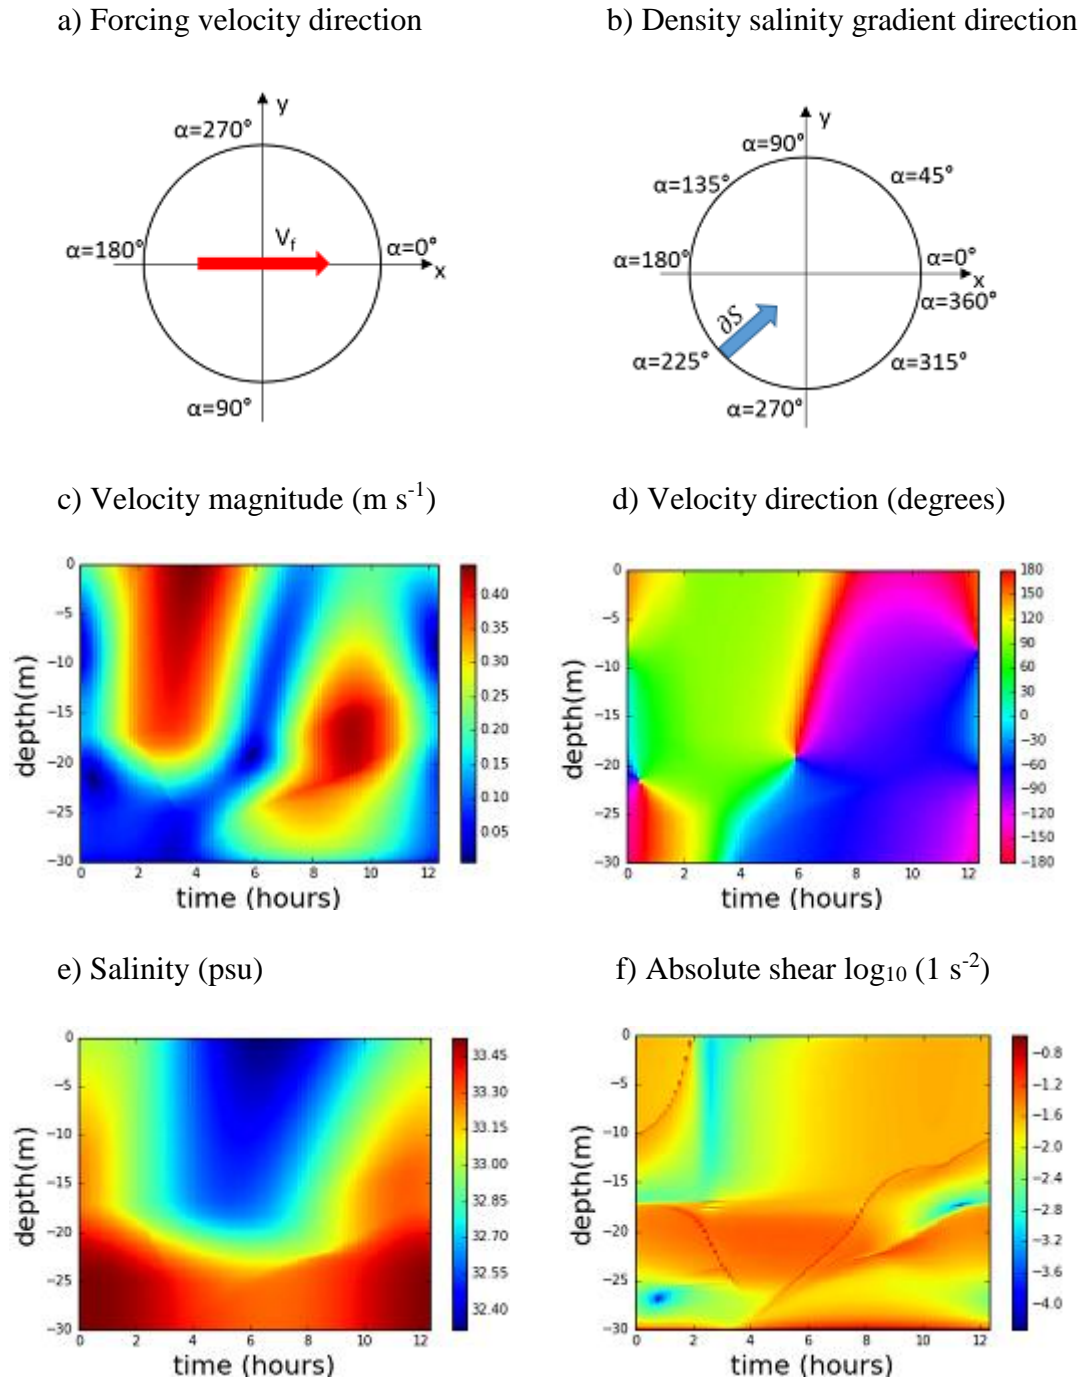 a) Forcing velocity direction
b) Density salinity gradient direction
y
α=270°
V_f
α=180°
α=0°
x
α=90°
y
α=90°
α=135°
α=45°
α=180°
α=0°
x
α=360°
∂S
α=225°
α=315°
α=270°
c) Velocity magnitude (m s⁻¹)
d) Velocity direction (degrees)
0
−5
−10
−15
−20
−25
−30
depth(m)
0 2 4 6 8 10 12
time (hours)
0.40
0.35
0.30
0.25
0.20
0.15
0.10
0.05
0
−5
−10
−15
−20
−25
−30
depth(m)
0 2 4 6 8 10 12
time (hours)
180
150
120
90
60
30
0
−30
−60
−90
−120
−150
−180
e) Salinity (psu)
f) Absolute shear log₁₀ (1 s⁻²)
0
−5
−10
−15
−20
−25
−30
depth(m)
0 2 4 6 8 10 12
time (hours)
33.45
33.30
33.15
33.00
32.85
32.70
32.55
32.40
0
−5
−10
−15
−20
−25
−30
depth(m)
0 2 4 6 8 10 12
time (hours)
−0.8
−1.2
−1.6
−2.0
−2.4
−2.8
−3.2
−3.6
−4.0